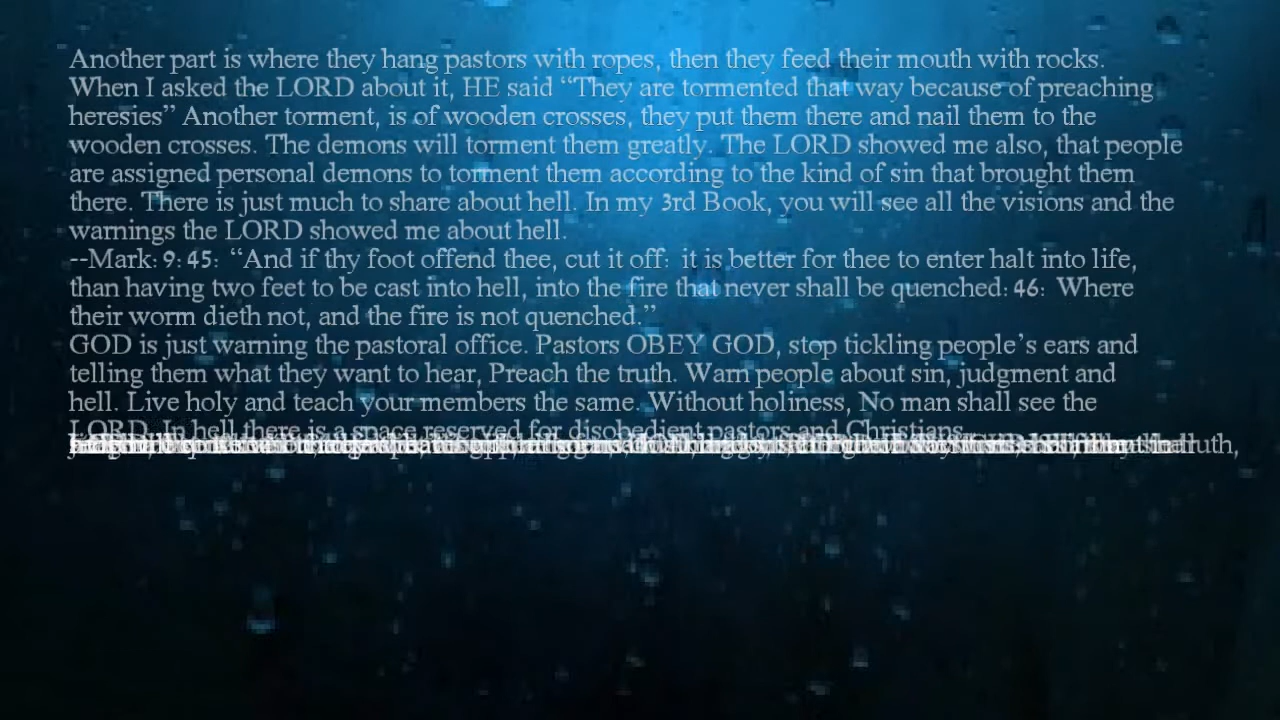 Another part is where they hang pastors with ropes, then they feed their mouth with rocks.
When I asked the LORD about it, HE said “They are tormented that way because of preaching
heresies” Another torment, is of wooden crosses, they put them there and nail them to the
wooden crosses. The demons will torment them greatly. The LORD showed me also, that people
are assigned personal demons to torment them according to the kind of sin that brought them
there. There is just much to share about hell. In my 3rd Book, you will see all the visions and the
warnings the LORD showed me about hell.
--Mark: 9: 45: “And if thy foot offend thee, cut it off: it is better for thee to enter halt into life,
than having two feet to be cast into hell, into the fire that never shall be quenched: 46: Where
their worm dieth not, and the fire is not quenched.”
GOD is just warning the pastoral office. Pastors OBEY GOD, stop tickling people’s ears and
telling them what they want to hear, Preach the truth. Warn people about sin, judgment and
hell. Live holy and teach your members the same. Without holiness, No man shall see the
LORD. In hell there is a space reserved for disobedient pastors and Christians.